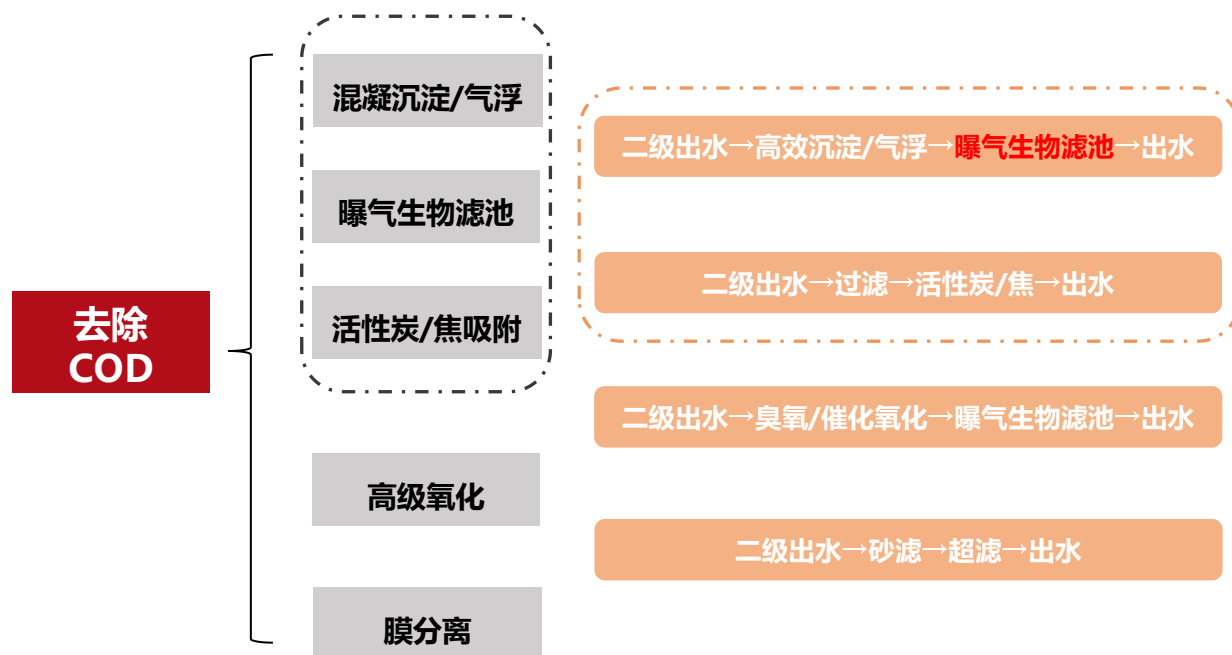 去除
COD
混凝沉淀/气浮
曝气生物滤池
活性炭/焦吸附
高级氧化
膜分离
二级出水→高效沉淀/气浮→曝气生物滤池→出水
二级出水→过滤→活性炭/焦→出水
二级出水→臭氧/催化氧化→曝气生物滤池→出水
二级出水→砂滤→超滤→出水